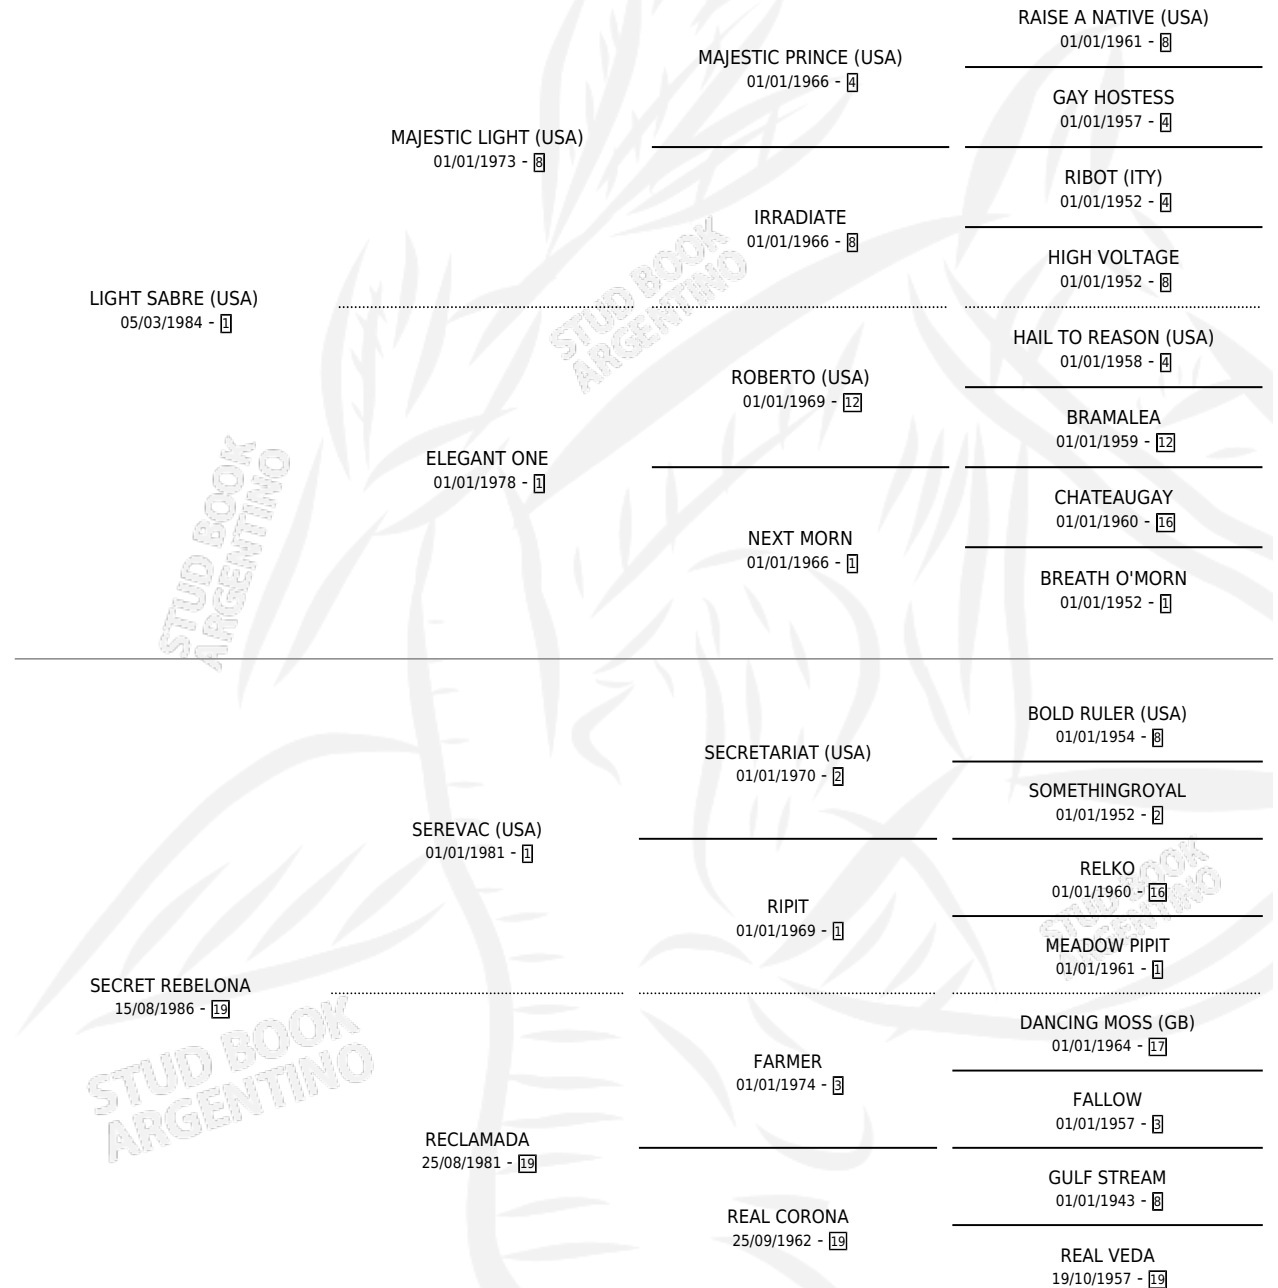 RAISE A NATIVE (USA)
01/01/1961 - 8
MAJESTIC PRINCE (USA)
01/01/1966 - 4
GAY HOSTESS
01/01/1957 - 4
MAJESTIC LIGHT (USA)
01/01/1973 - 8
RIBOT (ITY)
01/01/1952 - 4
IRRADIATE
01/01/1966 - 8
HIGH VOLTAGE
01/01/1952 - 8
LIGHT SABRE (USA)
05/03/1984 - 1
HAIL TO REASON (USA)
01/01/1958 - 4
ROBERTO (USA)
01/01/1969 - 12
BRAMALEA
01/01/1959 - 12
ELEGANT ONE
01/01/1978 - 1
CHATEAUGAY
01/01/1960 - 16
NEXT MORN
01/01/1966 - 1
BREATH O'MORN
01/01/1952 - 1
BOLD RULER (USA)
01/01/1954 - 8
SECRETARIAT (USA)
01/01/1970 - 2
SOMETHINGROYAL
01/01/1952 - 2
SEREVAC (USA)
01/01/1981 - 1
RELKO
01/01/1960 - 16
RIPIT
01/01/1969 - 1
MEADOW PIPIT
01/01/1961 - 1
SECRET REBELONA
15/08/1986 - 19
DANCING MOSS (GB)
01/01/1964 - 17
FARMER
01/01/1974 - 3
FALLOW
01/01/1957 - 3
RECLAMADA
25/08/1981 - 19
GULF STREAM
01/01/1943 - 8
REAL CORONA
25/09/1962 - 19
REAL VEDA
19/10/1957 - 19
STUD BOOK
ARGENTINO
STUD BOOK
ARGENTINO
STUD BOOK
ARGENTINO
STUD BOOK
ARGENTINO